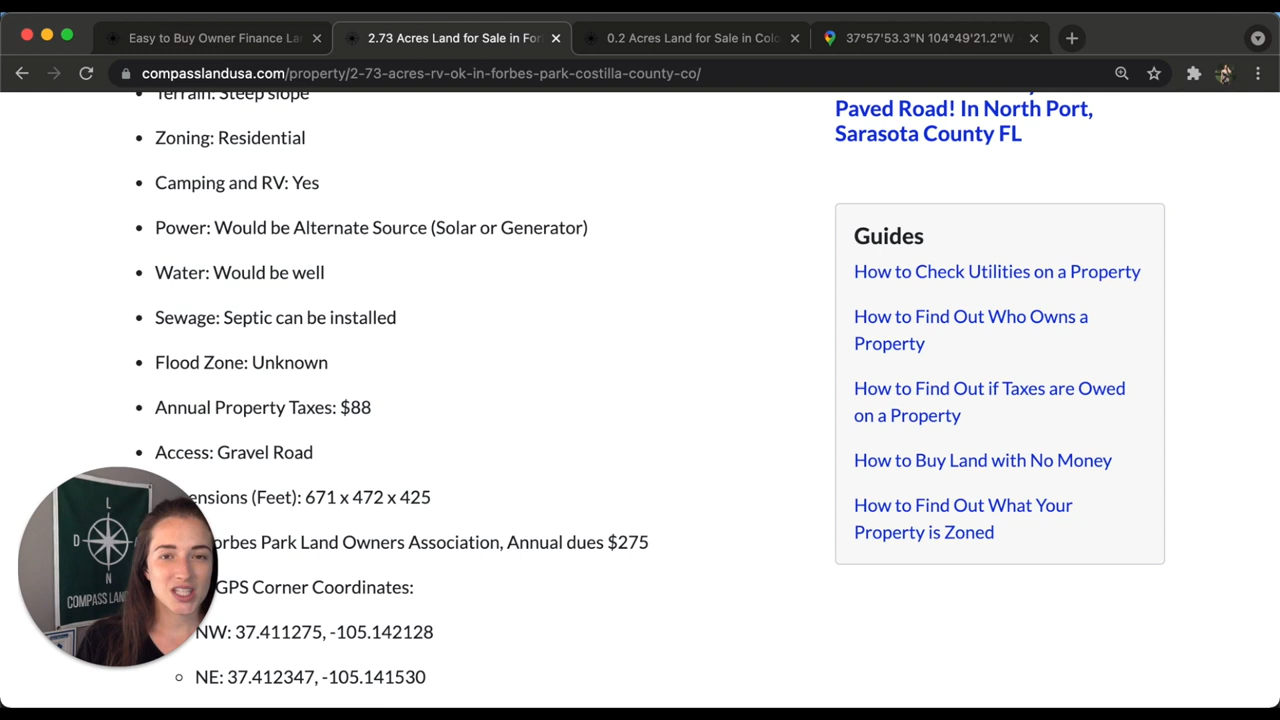 Easy to Buy Owner Finance La
2.73 Acres Land for Sale in For
0.2 Acres Land for Sale in Colo
37°57'53.3"N 104°49'21.2"W
compasslandusa.com/property/2-73-acres-rv-ok-in-forbes-park-costilla-county-co/
Terrain: Steep slope
Zoning: Residential
Camping and RV: Yes
Power: Would be Alternate Source (Solar or Generator)
Water: Would be well
Sewage: Septic can be installed
Flood Zone: Unknown
Annual Property Taxes: $88
Access: Gravel Road
ensions (Feet): 671 x 472 x 425
orbes Park Land Owners Association, Annual dues $275
GPS Corner Coordinates:
NW: 37.411275, -105.142128
NE: 37.412347, -105.141530
Paved Road! In North Port,
Sarasota County FL
Guides
How to Check Utilities on a Property
How to Find Out Who Owns a
Property
How to Find Out if Taxes are Owed
on a Property
How to Buy Land with No Money
How to Find Out What Your
Property is Zoned
L
D
N
COMPASS LAN